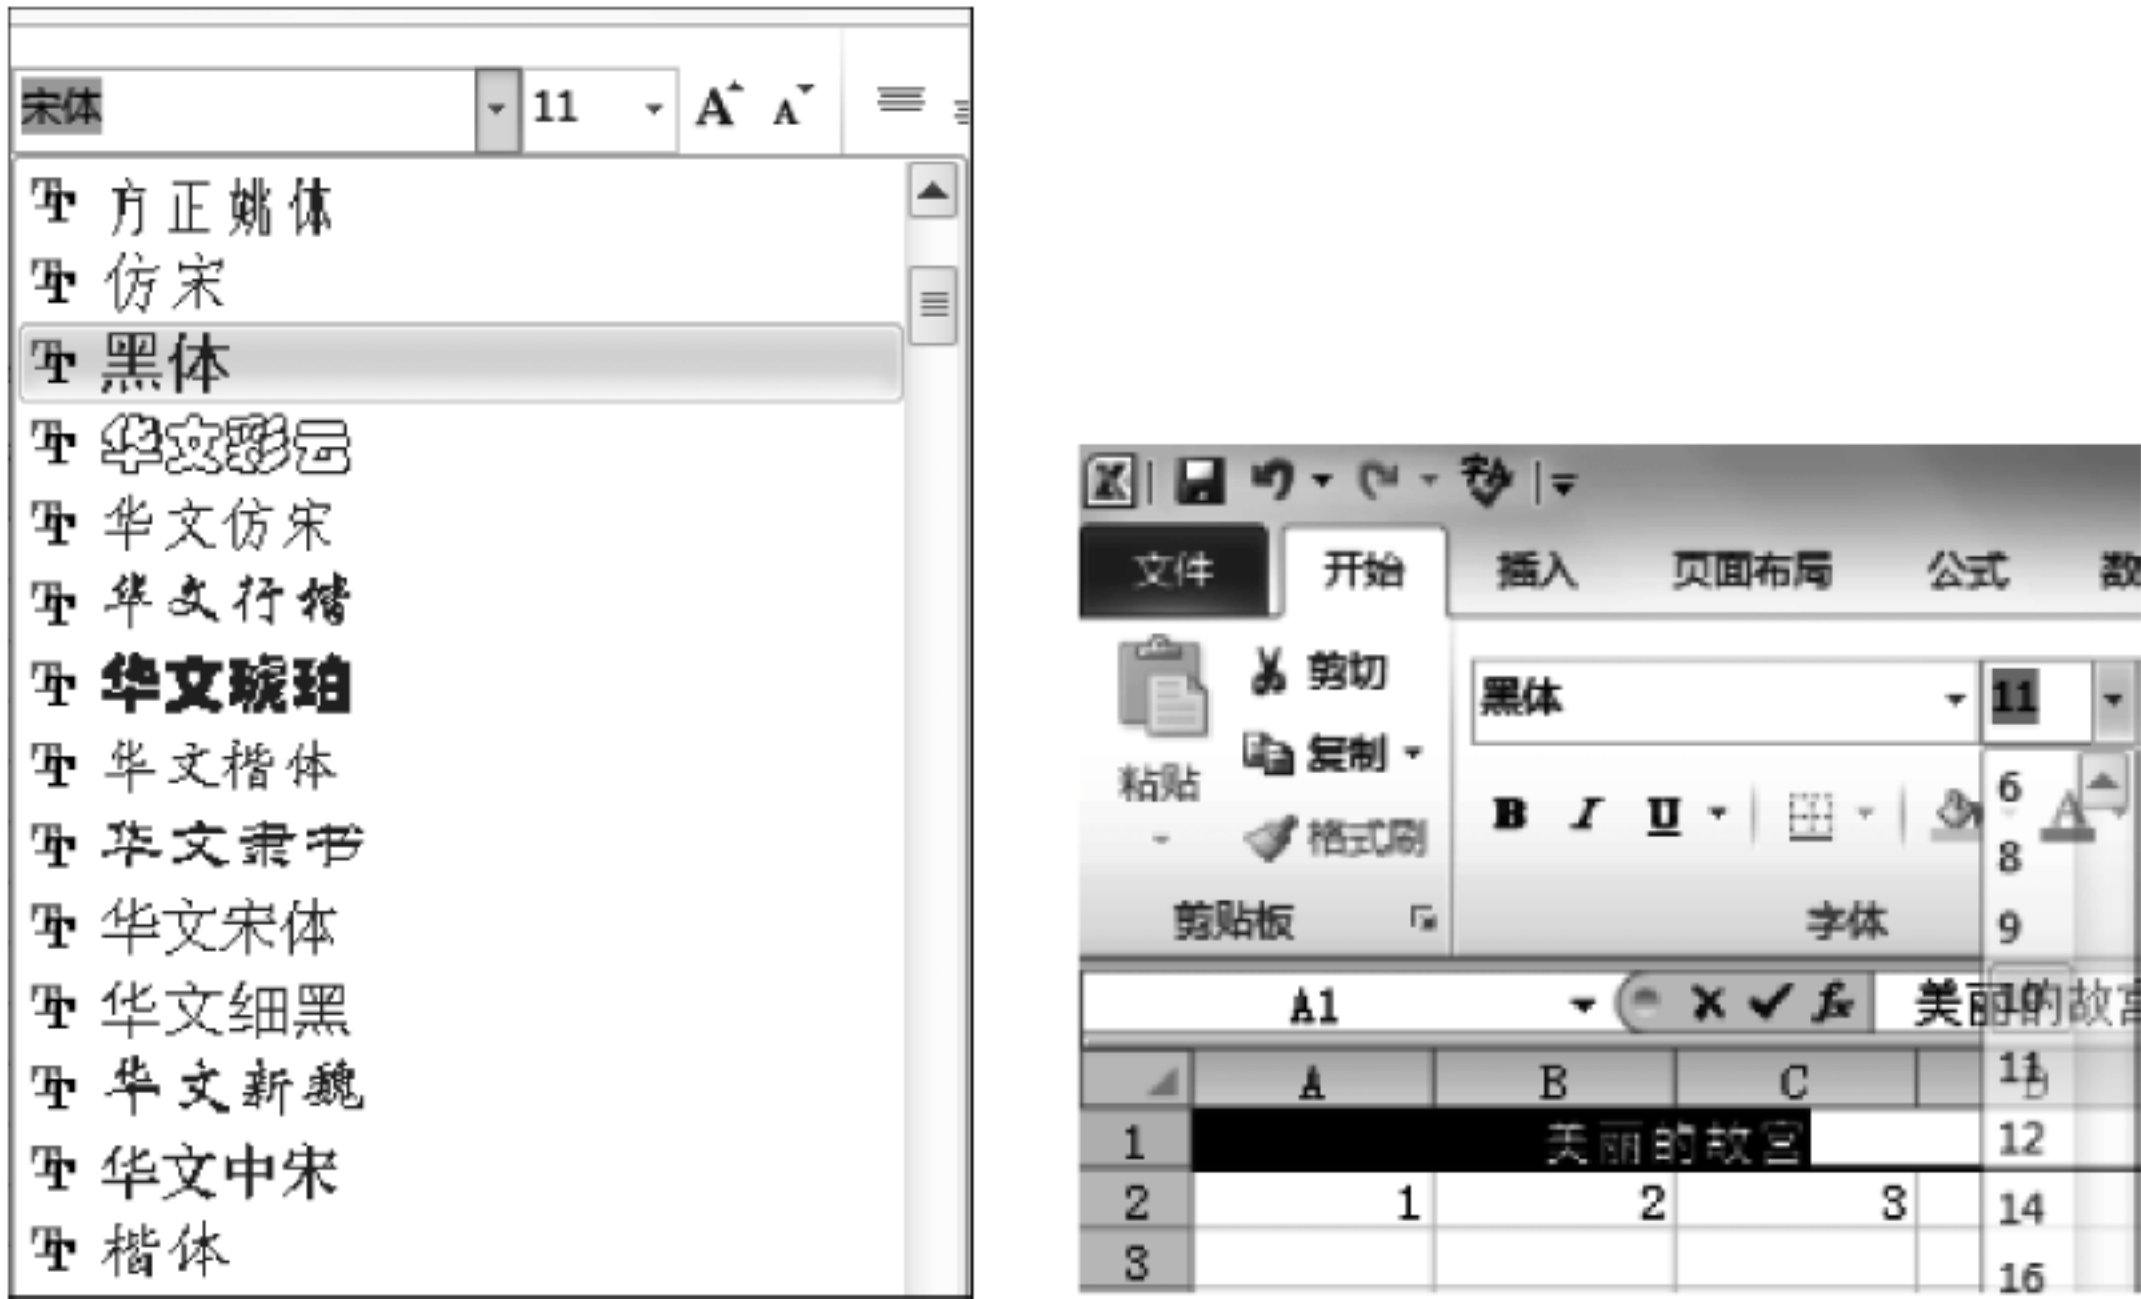 宋体 11
方正姚体
仿宋
黑体
华文彩云
华文仿宋
华文行楷
华文琥珀
华文楷体
华文隶书
华文宋体
华文细黑
华文新魏
华文中宋
楷体
文件 开始 插入 页面布局 公式
剪切
复制
粘贴
格式刷
剪贴板
黑体 11
B I U A
字体
6
8
9
10
11
12
14
16
A1 fx 美丽的故宫
A B C D
1 美丽的故宫
2 1 2 3
3